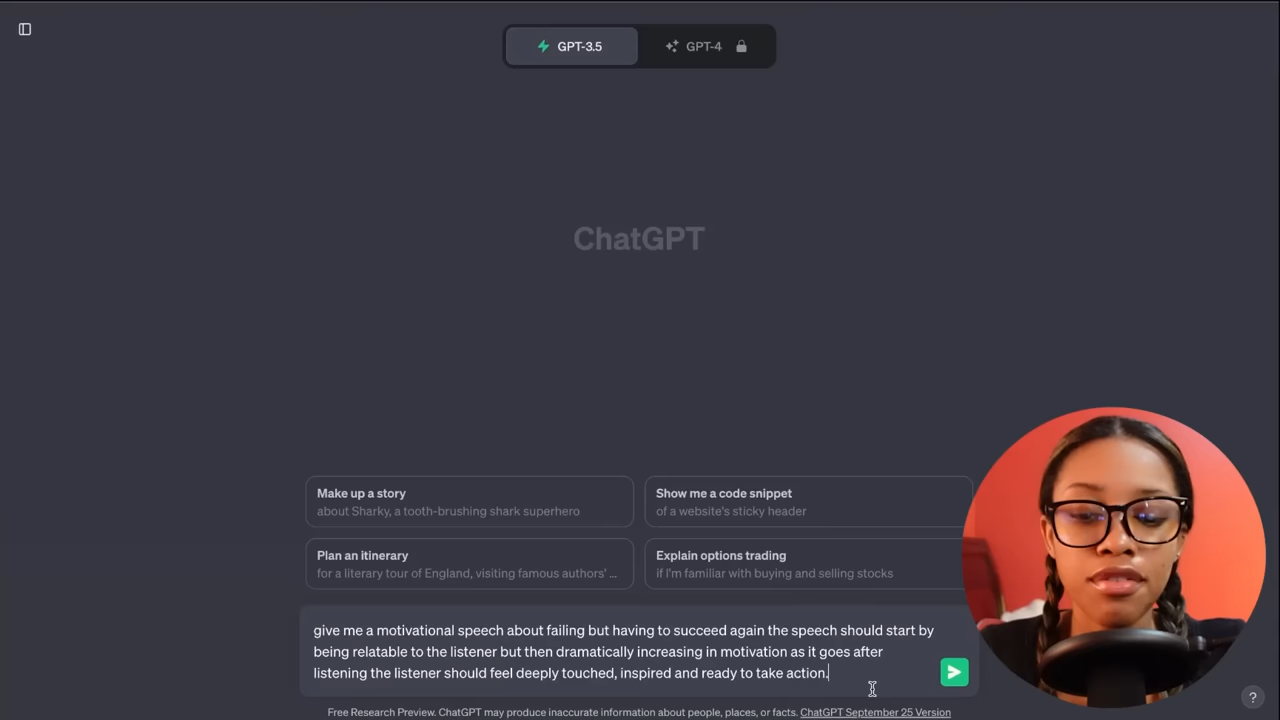 GPT-3.5
GPT-4
ChatGPT
Make up a story
about Sharky, a tooth-brushing shark superhero
Show me a code snippet
of a website's sticky header
Plan an itinerary
for a literary tour of England, visiting famous authors' ...
Explain options trading
if I'm familiar with buying and selling stocks
give me a motivational speech about failing but having to succeed again the speech should start by
being relatable to the listener but then dramatically increasing in motivation as it goes after
listening the listener should feel deeply touched, inspired and ready to take action.
Free Research Preview. ChatGPT may produce inaccurate information about people, places, or facts. ChatGPT September 25 Version
?